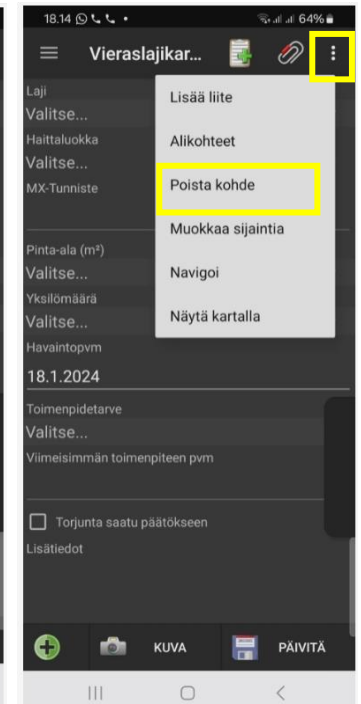 18.14 64%
Vieraslajikar...
Laji
Valitse...
Haittaluokka
Valitse...
MX-Tunniste
Lisää liite
Alikohteet
Poista kohde
Muokkaa sijaintia
Navigoi
Näytä kartalla
Pinta-ala (m²)
Valitse...
Yksilömäärä
Valitse...
Havaintopvm
18.1.2024
Toimenpidetarve
Valitse...
Viimeisimmän toimenpiteen pvm
Torjunta saatu päätökseen
Lisätiedot
KUVA PÄIVITÄ